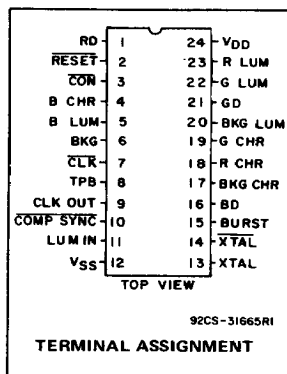 RD 1 24 VDD
RESET 2 23 R LUM
CON 3 22 G LUM
B CHR 4 21 GD
B LUM 5 20 BKG LUM
BKG 6 19 G CHR
CLK 7 18 R CHR
TPB 8 17 BKG CHR
CLK OUT 9 16 BD
COMP SYNC 10 15 BURST
LUM IN 11 14 XTAL
VSS 12 13 XTAL
TOP VIEW
92CS-31665R1
TERMINAL ASSIGNMENT